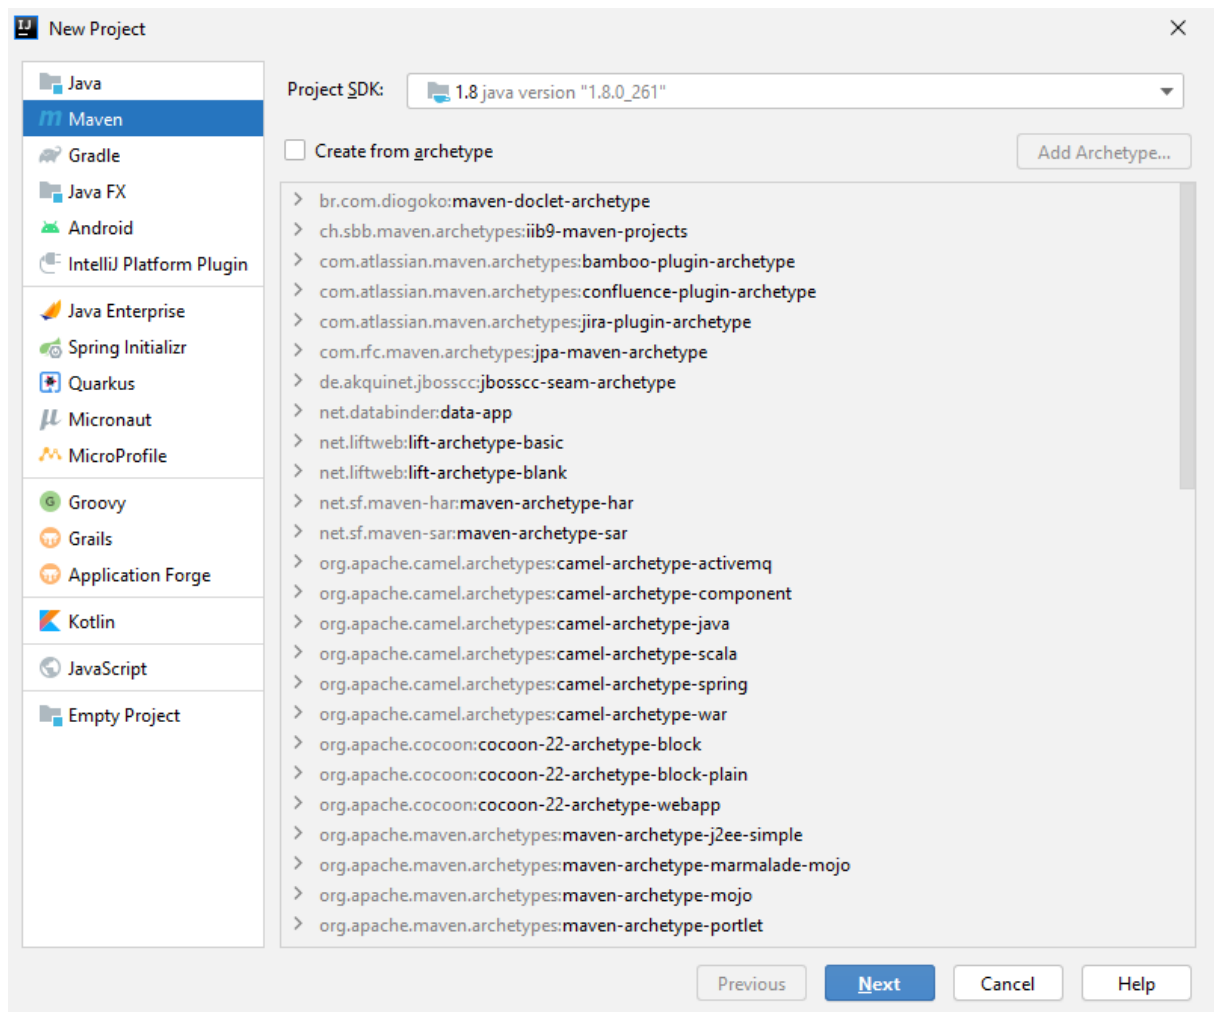 New Project
Java
Maven
Gradle
Java FX
Android
IntelliJ Platform Plugin
Java Enterprise
Spring Initializr
Quarkus
Micronaut
MicroProfile
Groovy
Grails
Application Forge
Kotlin
JavaScript
Empty Project
Project SDK: 1.8 java version "1.8.0_261"
Create from archetype Add Archetype...
br.com.diogoko:maven-doclet-archetype
ch.sbb.maven.archetypes:iib9-maven-projects
com.atlassian.maven.archetypes:bamboo-plugin-archetype
com.atlassian.maven.archetypes:confluence-plugin-archetype
com.atlassian.maven.archetypes:jira-plugin-archetype
com.rfc.maven.archetypes:jpa-maven-archetype
de.akquinet.jbosscc:jbosscc-seam-archetype
net.databinder:data-app
net.liftweb:lift-archetype-basic
net.liftweb:lift-archetype-blank
net.sf.maven-har:maven-archetype-har
net.sf.maven-sar:maven-archetype-sar
org.apache.camel.archetypes:camel-archetype-activemq
org.apache.camel.archetypes:camel-archetype-component
org.apache.camel.archetypes:camel-archetype-java
org.apache.camel.archetypes:camel-archetype-scala
org.apache.camel.archetypes:camel-archetype-spring
org.apache.camel.archetypes:camel-archetype-war
org.apache.cocoon:cocoon-22-archetype-block
org.apache.cocoon:cocoon-22-archetype-block-plain
org.apache.cocoon:cocoon-22-archetype-webapp
org.apache.maven.archetypes:maven-archetype-j2ee-simple
org.apache.maven.archetypes:maven-archetype-marmalade-mojo
org.apache.maven.archetypes:maven-archetype-mojo
org.apache.maven.archetypes:maven-archetype-portlet
Previous Next Cancel Help